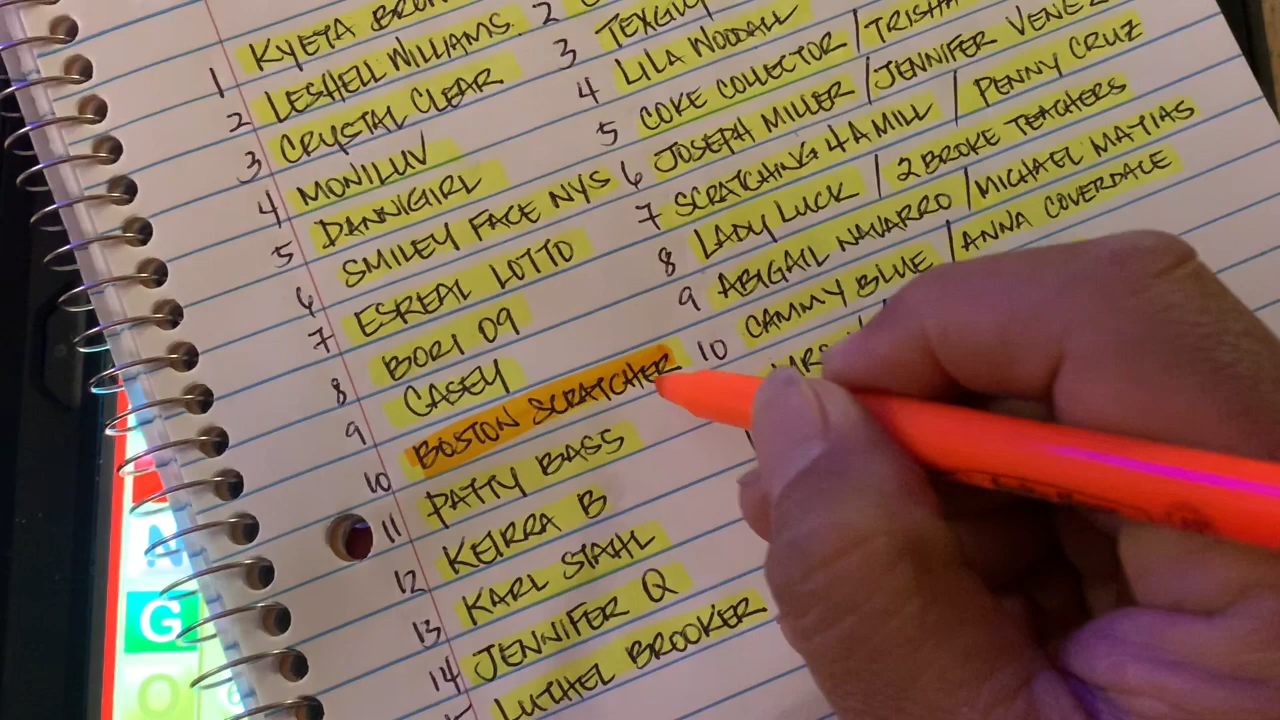 1 KYETA
2 LESHELL WILLIAMS.
3 CRYSTAL CLEAR
4 MONILUV
5 DANNIGIRL
6 SMILEY FACE NYS
7 ESREAL LOTTO
8 BORI 09
9 CASEY
10 BOSTON SCRATCHER
11 PATTY BASS
12 KEIRRA B
13 KARL STAHL
14 JENNIFER Q
LUTHEL BROOKER
2
3 TEXGUY
4 LILA WOODALL
5 COKE COLLECTOR / TRISHA
6 JOSEPH MILLER / JENNIFER
7 SCRATCHING 4 A MILL / PENNY CRUZ
8 LADY LUCK / 2 BROKE TEACHERS
9 ABIGAIL NAVARRO / MICHAEL MATIAS
10 CAMMY BLUE / ANNA COVERDALE
A
G
O